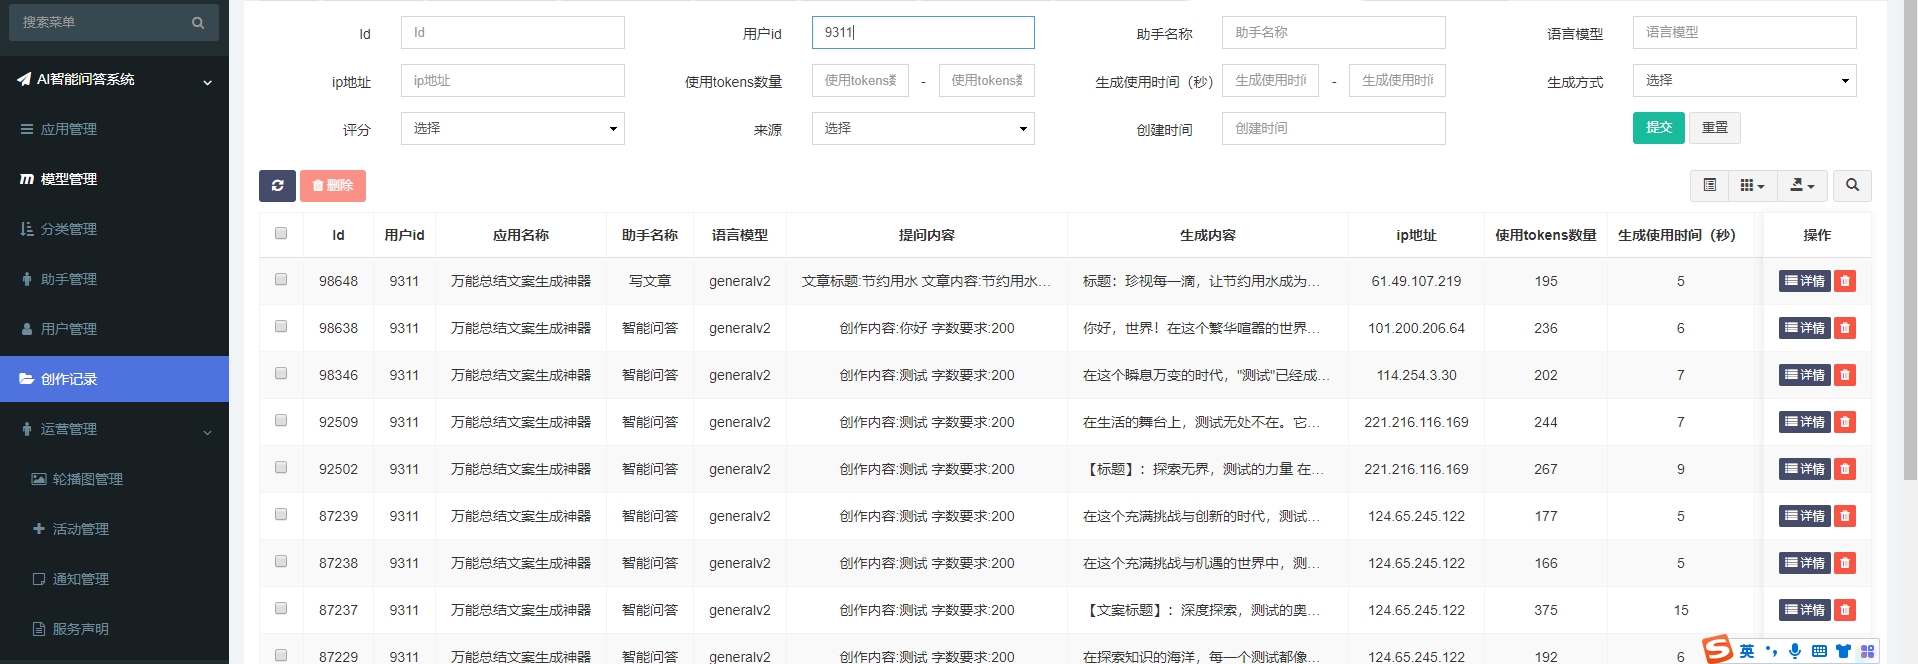 搜索菜单
AI智能问答系统
应用管理
模型管理
分类管理
助手管理
用户管理
创作记录
运营管理
轮播图管理
活动管理
通知管理
服务声明
Id Id 用户id 9311 助手名称 助手名称 语言模型 语言模型
ip地址 ip地址 使用tokens数量 使用tokens数 - 使用tokens数 生成使用时间（秒） 生成使用时间 - 生成使用时间 生成方式 选择
评分 选择 来源 选择 创建时间 创建时间 提交 重置
删除
Id 用户id 应用名称 助手名称 语言模型 提问内容 生成内容 ip地址 使用tokens数量 生成使用时间（秒） 操作
98648 9311 万能总结文案生成神器 写文章 generalv2 文章标题:节约用水 文章内容:节约用水... 标题：珍视每一滴，让节约用水成为... 61.49.107.219 195 5 详情
98638 9311 万能总结文案生成神器 智能问答 generalv2 创作内容:你好 字数要求:200 你好，世界！在这个繁华喧嚣的世界... 101.200.206.64 236 6 详情
98346 9311 万能总结文案生成神器 智能问答 generalv2 创作内容:测试 字数要求:200 在这个瞬息万变的时代，"测试"已经成... 114.254.3.30 202 7 详情
92509 9311 万能总结文案生成神器 智能问答 generalv2 创作内容:测试 字数要求:200 在生活的舞台上，测试无处不在。它... 221.216.116.169 244 7 详情
92502 9311 万能总结文案生成神器 智能问答 generalv2 创作内容:测试 字数要求:200 【标题】：探索无界，测试的力量 在... 221.216.116.169 267 9 详情
87239 9311 万能总结文案生成神器 智能问答 generalv2 创作内容:测试 字数要求:200 在这个充满挑战与创新的时代，测试... 124.65.245.122 177 5 详情
87238 9311 万能总结文案生成神器 智能问答 generalv2 创作内容:测试 字数要求:200 在这个充满挑战与机遇的世界中，测... 124.65.245.122 166 5 详情
87237 9311 万能总结文案生成神器 智能问答 generalv2 创作内容:测试 字数要求:200 【文案标题】：深度探索，测试的奥... 124.65.245.122 375 15 详情
87229 9311 万能总结文案生成神器 智能问答 generalv2 创作内容:测试 字数要求:200 在探索知识的海洋，每一个测试都像... 124.65.245.122 192 6
英